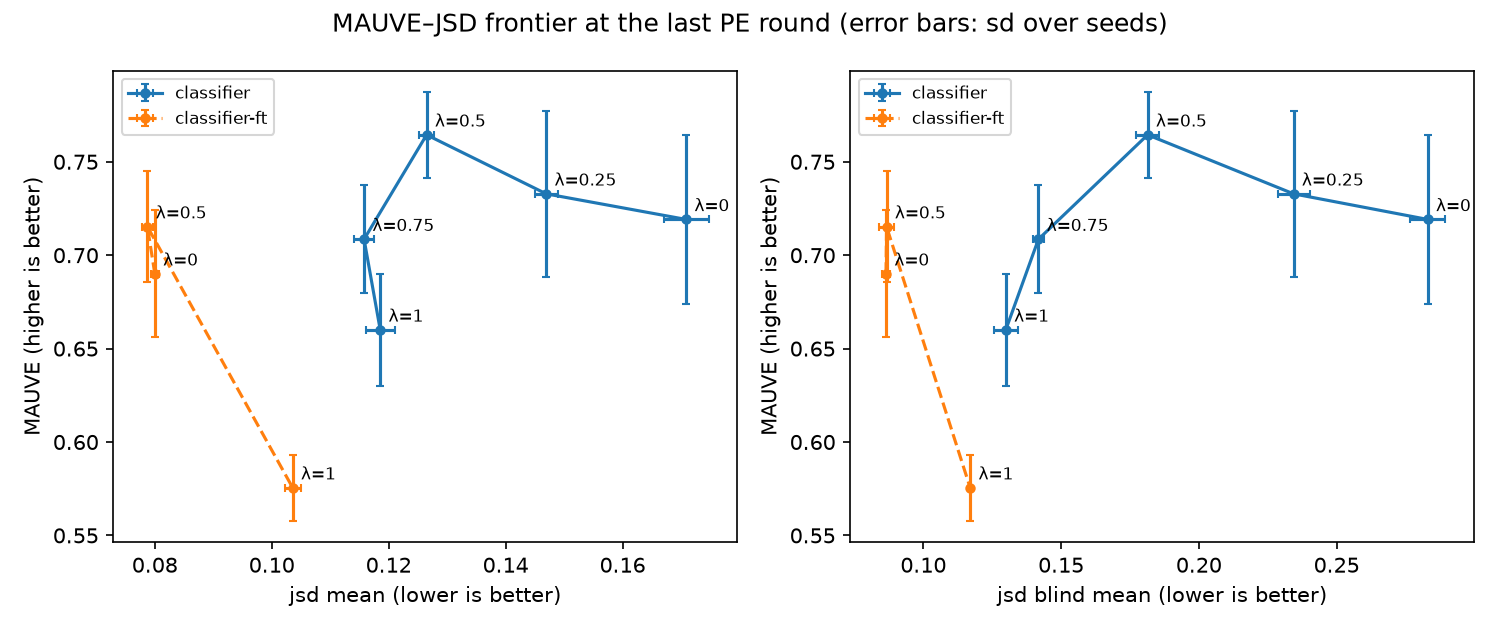 MAUVE–JSD frontier at the last PE round (error bars: sd over seeds)
classifier
classifier-ft
λ=0.5
λ=0.25
λ=0
λ=0.75
λ=1
λ=0.5
λ=0
λ=1
0.75
0.70
0.65
0.60
0.55
MAUVE (higher is better)
0.08 0.10 0.12 0.14 0.16
jsd mean (lower is better)
classifier
classifier-ft
λ=0.5
λ=0.25
λ=0
λ=0.75
λ=1
λ=0.5
λ=0
λ=1
0.75
0.70
0.65
0.60
0.55
MAUVE (higher is better)
0.10 0.15 0.20 0.25
jsd blind mean (lower is better)